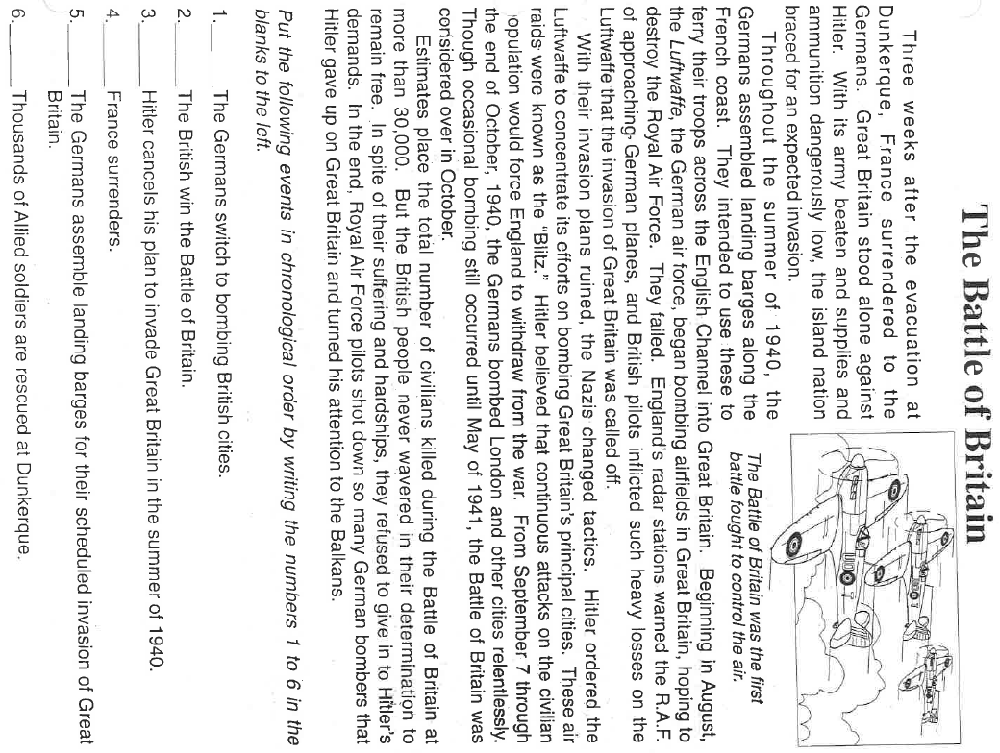 The Battle of Britain
Three weeks after the evacuation at
Dunkerque, France surrendered to the
Germans. Great Britain stood alone against
Hitler. With its army beaten and supplies and
ammunition dangerously low, the island nation
braced for an expected invasion.
Throughout the summer of 1940, the
Germans assembled landing barges along the
French coast. They intended to use these to
The Battle of Britain was the first
battle fought to control the air.
ferry their troops across the English Channel into Great Britain. Beginning in August,
the Luftwaffe, the German air force, began bombing airfields in Great Britain, hoping to
destroy the Royal Air Force. They failed. England's radar stations warned the R.A.F.
of approaching German planes, and British pilots inflicted such heavy losses on the
Luftwaffe that the invasion of Great Britain was called off.
With their invasion plans ruined, the Nazis changed tactics. Hitler ordered the
Luftwaffe to concentrate its efforts on bombing Great Britain's principal cities. These air
raids were known as the "Blitz." Hitler believed that continuous attacks on the civilian
population would force England to withdraw from the war. From September 7 through
the end of October, 1940, the Germans bombed London and other cities relentlessly.
Though occasional bombing still occurred until May of 1941, the Battle of Britain was
considered over in October.
Estimates place the total number of civilians killed during the Battle of Britain at
more than 30,000. But the British people never wavered in their determination to
remain free. In spite of their suffering and hardships, they refused to give in to Hitler's
demands. In the end, Royal Air Force pilots shot down so many German bombers that
Hitler gave up on Great Britain and turned his attention to the Balkans.
Put the following events in chronological order by writing the numbers 1 to 6 in the
blanks to the left.
1.______ The Germans switch to bombing British cities.
2.______ The British win the Battle of Britain.
3.______ Hitler cancels his plan to invade Great Britain in the summer of 1940.
4.______ France surrenders.
5.______ The Germans assemble landing barges for their scheduled invasion of Great
Britain.
6.______ Thousands of Allied soldiers are rescued at Dunkerque.